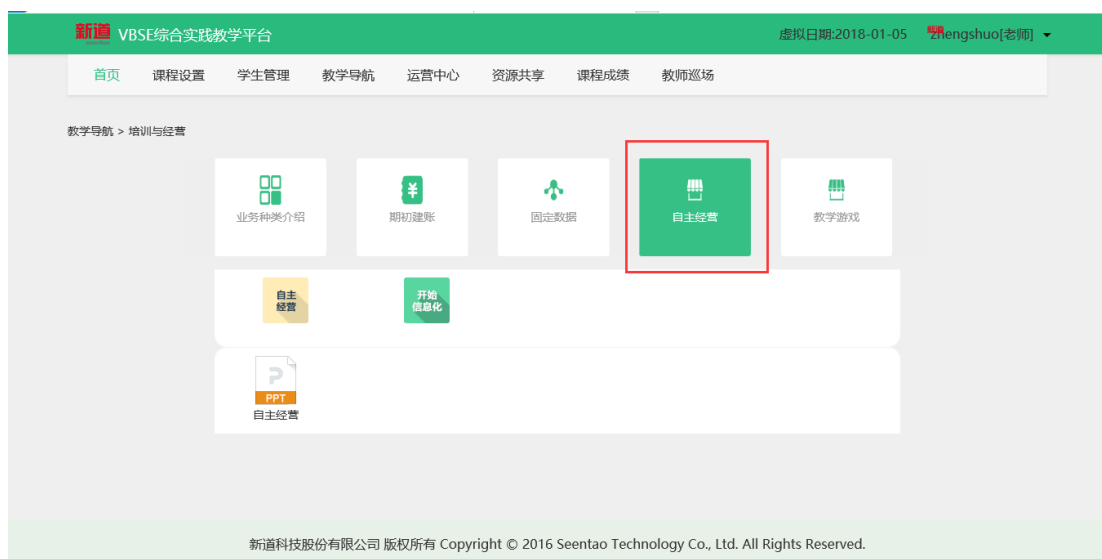 新道 VBSE综合实践教学平台
虚拟日期:2018-01-05 zhengshuo[老师]
首页 课程设置 学生管理 教学导航 运营中心 资源共享 课程成绩 教师巡场
教学导航 > 培训与经营
业务种类介绍 期初建账 固定数据 自主经营 教学游戏
自主
经营
开始
信息化
PPT
自主经营
新道科技股份有限公司 版权所有 Copyright © 2016 Seentao Technology Co., Ltd. All Rights Reserved.